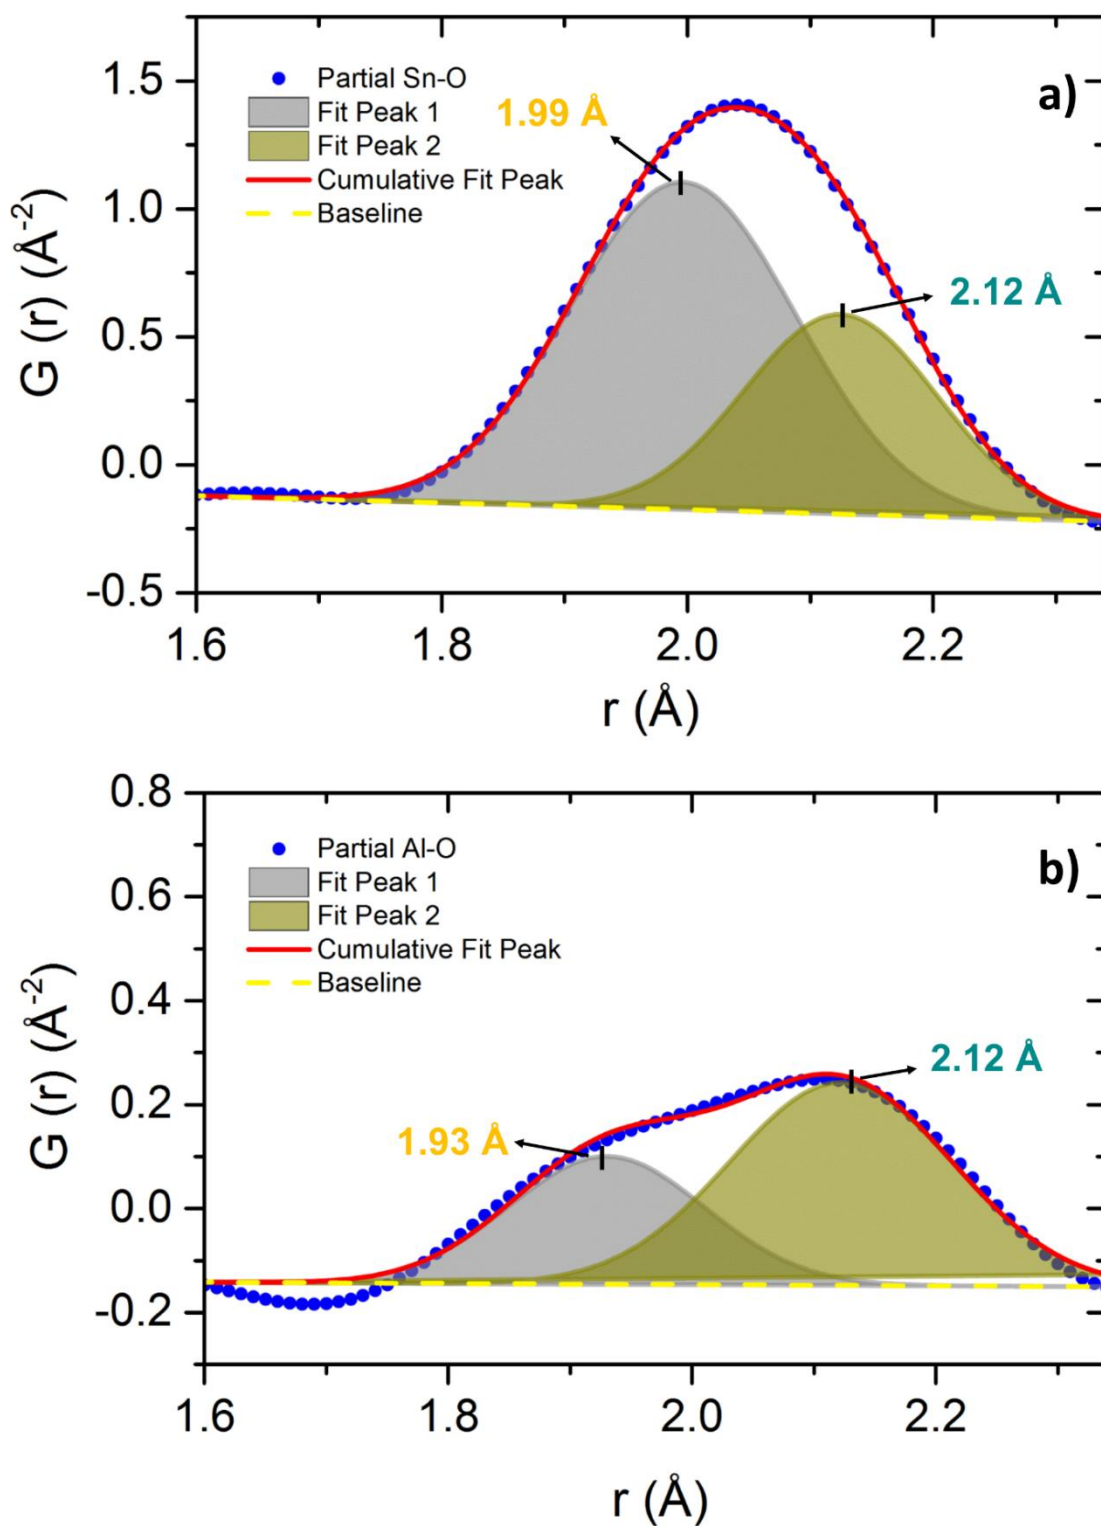 a)
Partial Sn-O
Fit Peak 1
Fit Peak 2
Cumulative Fit Peak
Baseline
1.99 Å
2.12 Å
G (r) (Å⁻²)
1.5
1.0
0.5
0.0
-0.5
1.6 1.8 2.0 2.2
r (Å)
b)
Partial Al-O
Fit Peak 1
Fit Peak 2
Cumulative Fit Peak
Baseline
1.93 Å
2.12 Å
G (r) (Å⁻²)
0.8
0.6
0.4
0.2
0.0
-0.2
1.6 1.8 2.0 2.2
r (Å)